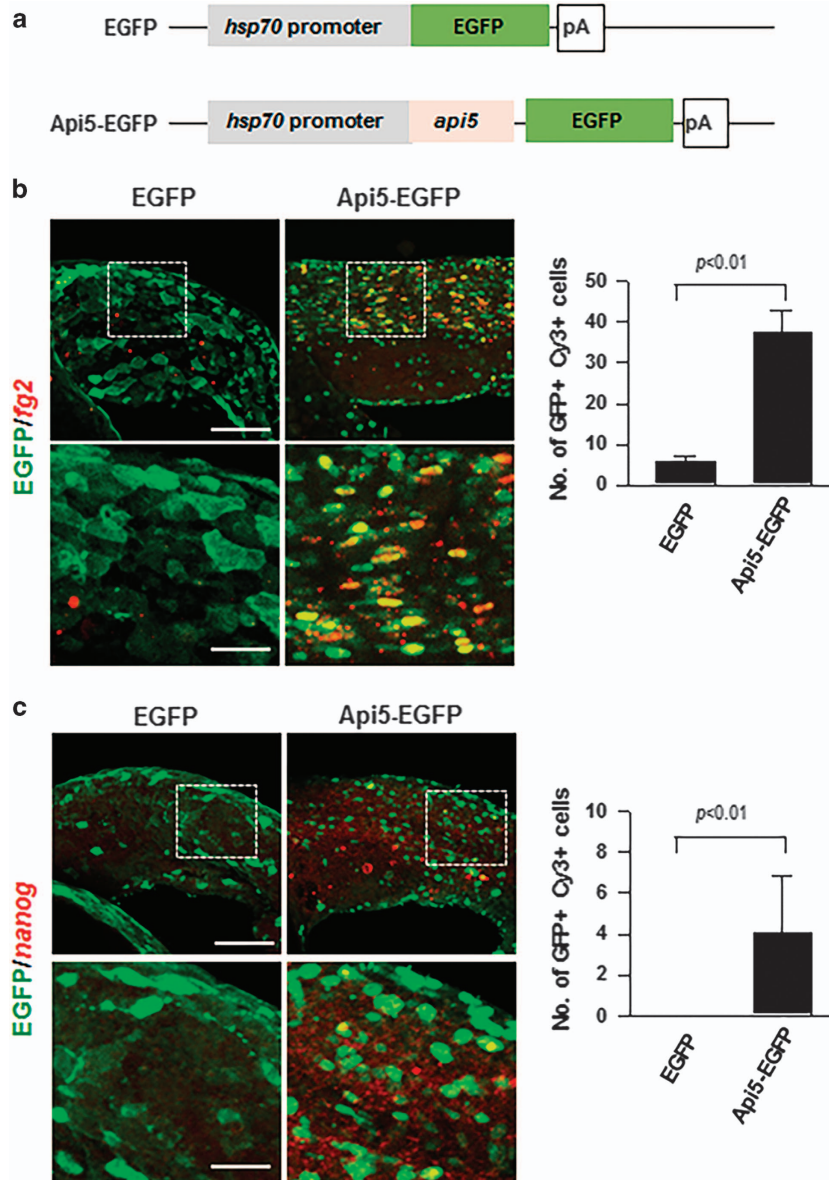 a
EGFP
hsp70 promoter
EGFP
pA
Api5-EGFP
hsp70 promoter
api5
EGFP
pA
b
EGFP
Api5-EGFP
EGFP/fg2
No. of GFP+ Cy3+ cells
50
40
30
20
10
0
p<0.01
EGFP
Api5-EGFP
c
EGFP
Api5-EGFP
EGFP/nanog
No. of GFP+ Cy3+ cells
10
8
6
4
2
0
p<0.01
EGFP
Api5-EGFP